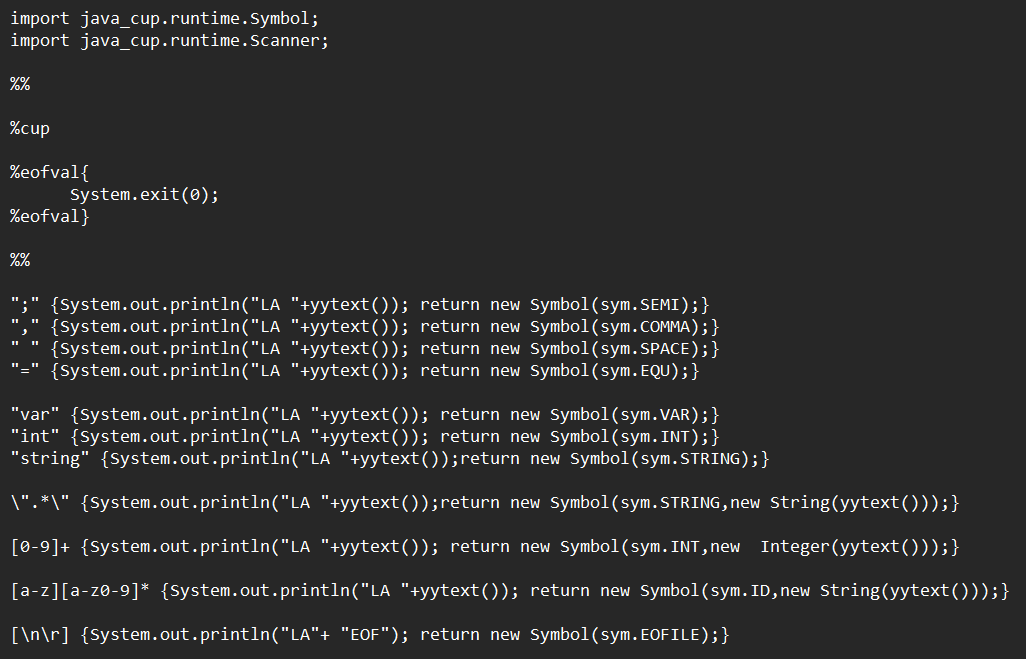 import java_cup.runtime.Symbol;
import java_cup.runtime.Scanner;
%%
%cup
%eofval{
      System.exit(0);
%eofval}
%%
";" {System.out.println("LA "+yytext()); return new Symbol(sym.SEMI);}
"," {System.out.println("LA "+yytext()); return new Symbol(sym.COMMA);}
" " {System.out.println("LA "+yytext()); return new Symbol(sym.SPACE);}
"=" {System.out.println("LA "+yytext()); return new Symbol(sym.EQU);}
"var" {System.out.println("LA "+yytext()); return new Symbol(sym.VAR);}
"int" {System.out.println("LA "+yytext()); return new Symbol(sym.INT);}
"string" {System.out.println("LA "+yytext());return new Symbol(sym.STRING);}
\".*\" {System.out.println("LA "+yytext());return new Symbol(sym.STRING,new String(yytext()));}
[0-9]+ {System.out.println("LA "+yytext()); return new Symbol(sym.INT,new  Integer(yytext()));}
[a-z][a-z0-9]* {System.out.println("LA "+yytext()); return new Symbol(sym.ID,new String(yytext()));}
[\n\r] {System.out.println("LA"+ "EOF"); return new Symbol(sym.EOFILE);}